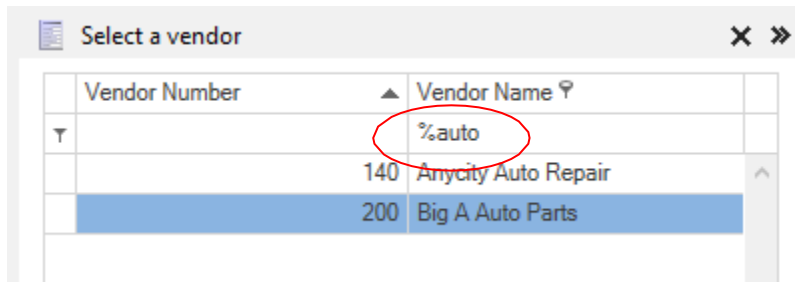 Select a vendor
Vendor Number Vendor Name
%auto
140 Anycity Auto Repair
200 Big A Auto Parts